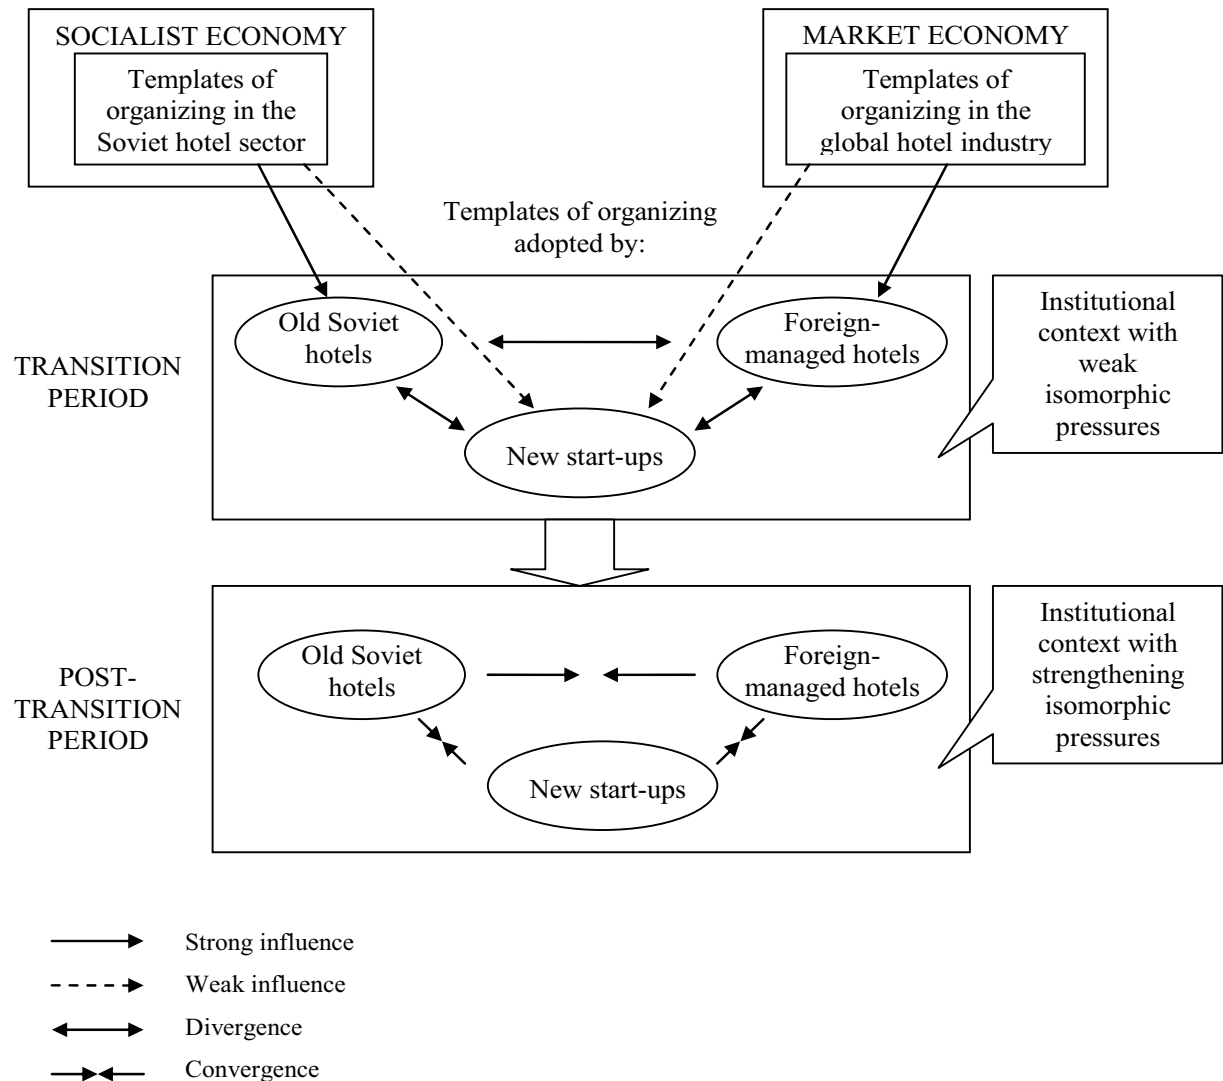 SOCIALIST ECONOMY
Templates of
organizing in the
Soviet hotel sector
MARKET ECONOMY
Templates of
organizing in the
global hotel industry
Templates of organizing
adopted by:
TRANSITION
PERIOD
Old Soviet
hotels
Foreign-
managed hotels
New start-ups
Institutional
context with
weak
isomorphic
pressures
POST-
TRANSITION
PERIOD
Old Soviet
hotels
Foreign-
managed hotels
New start-ups
Institutional
context with
strengthening
isomorphic
pressures
Strong influence
Weak influence
Divergence
Convergence